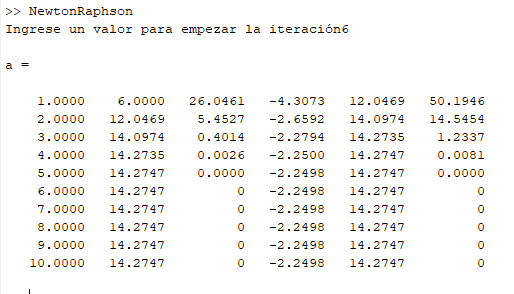 >> NewtonRaphson
Ingrese un valor para empezar la iteración6
a =
1.0000 6.0000 26.0461 -4.3073 12.0469 50.1946
2.0000 12.0469 5.4527 -2.6592 14.0974 14.5454
3.0000 14.0974 0.4014 -2.2794 14.2735 1.2337
4.0000 14.2735 0.0026 -2.2500 14.2747 0.0081
5.0000 14.2747 0.0000 -2.2498 14.2747 0.0000
6.0000 14.2747 0 -2.2498 14.2747 0
7.0000 14.2747 0 -2.2498 14.2747 0
8.0000 14.2747 0 -2.2498 14.2747 0
9.0000 14.2747 0 -2.2498 14.2747 0
10.0000 14.2747 0 -2.2498 14.2747 0